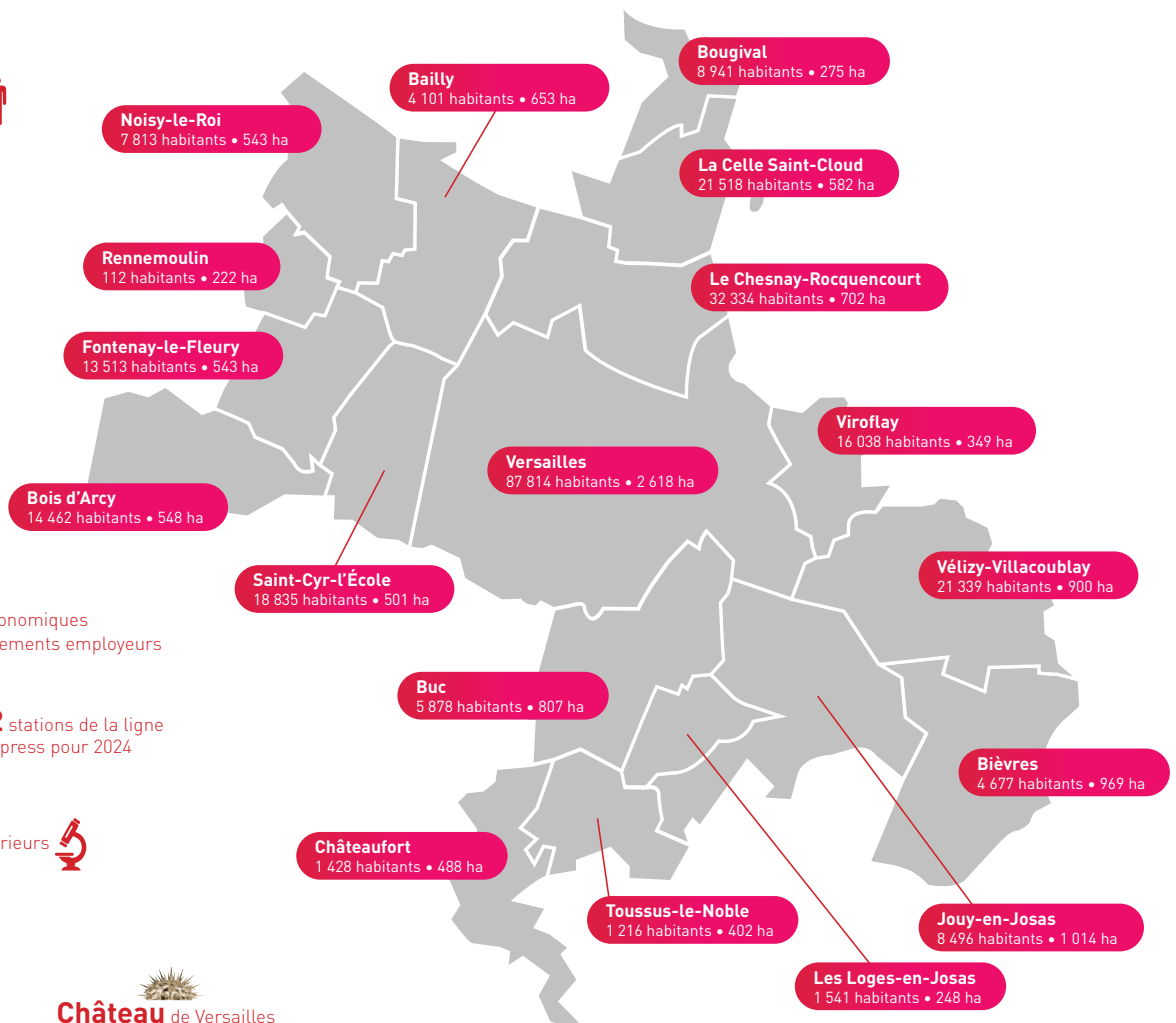 Bougival
8 941 habitants • 275 ha
Bailly
4 101 habitants • 653 ha
Noisy-le-Roi
7 813 habitants • 543 ha
La Celle Saint-Cloud
21 518 habitants • 582 ha
Rennemoulin
112 habitants • 222 ha
Le Chesnay-Rocquencourt
32 334 habitants • 702 ha
Fontenay-le-Fleury
13 513 habitants • 543 ha
Viroflay
16 038 habitants • 349 ha
Versailles
87 814 habitants • 2 618 ha
Bois d'Arcy
14 462 habitants • 548 ha
Vélizy-Villacoublay
21 339 habitants • 900 ha
Saint-Cyr-l'École
18 835 habitants • 501 ha
onomiques
ements employeurs
Buc
5 878 habitants • 807 ha
2 stations de la ligne
press pour 2024
Bièvres
4 677 habitants • 969 ha
rieurs
Châteaufort
1 428 habitants • 488 ha
Toussus-le-Noble
1 216 habitants • 402 ha
Jouy-en-Josas
8 496 habitants • 1 014 ha
Les Loges-en-Josas
1 541 habitants • 248 ha
Château de Versailles